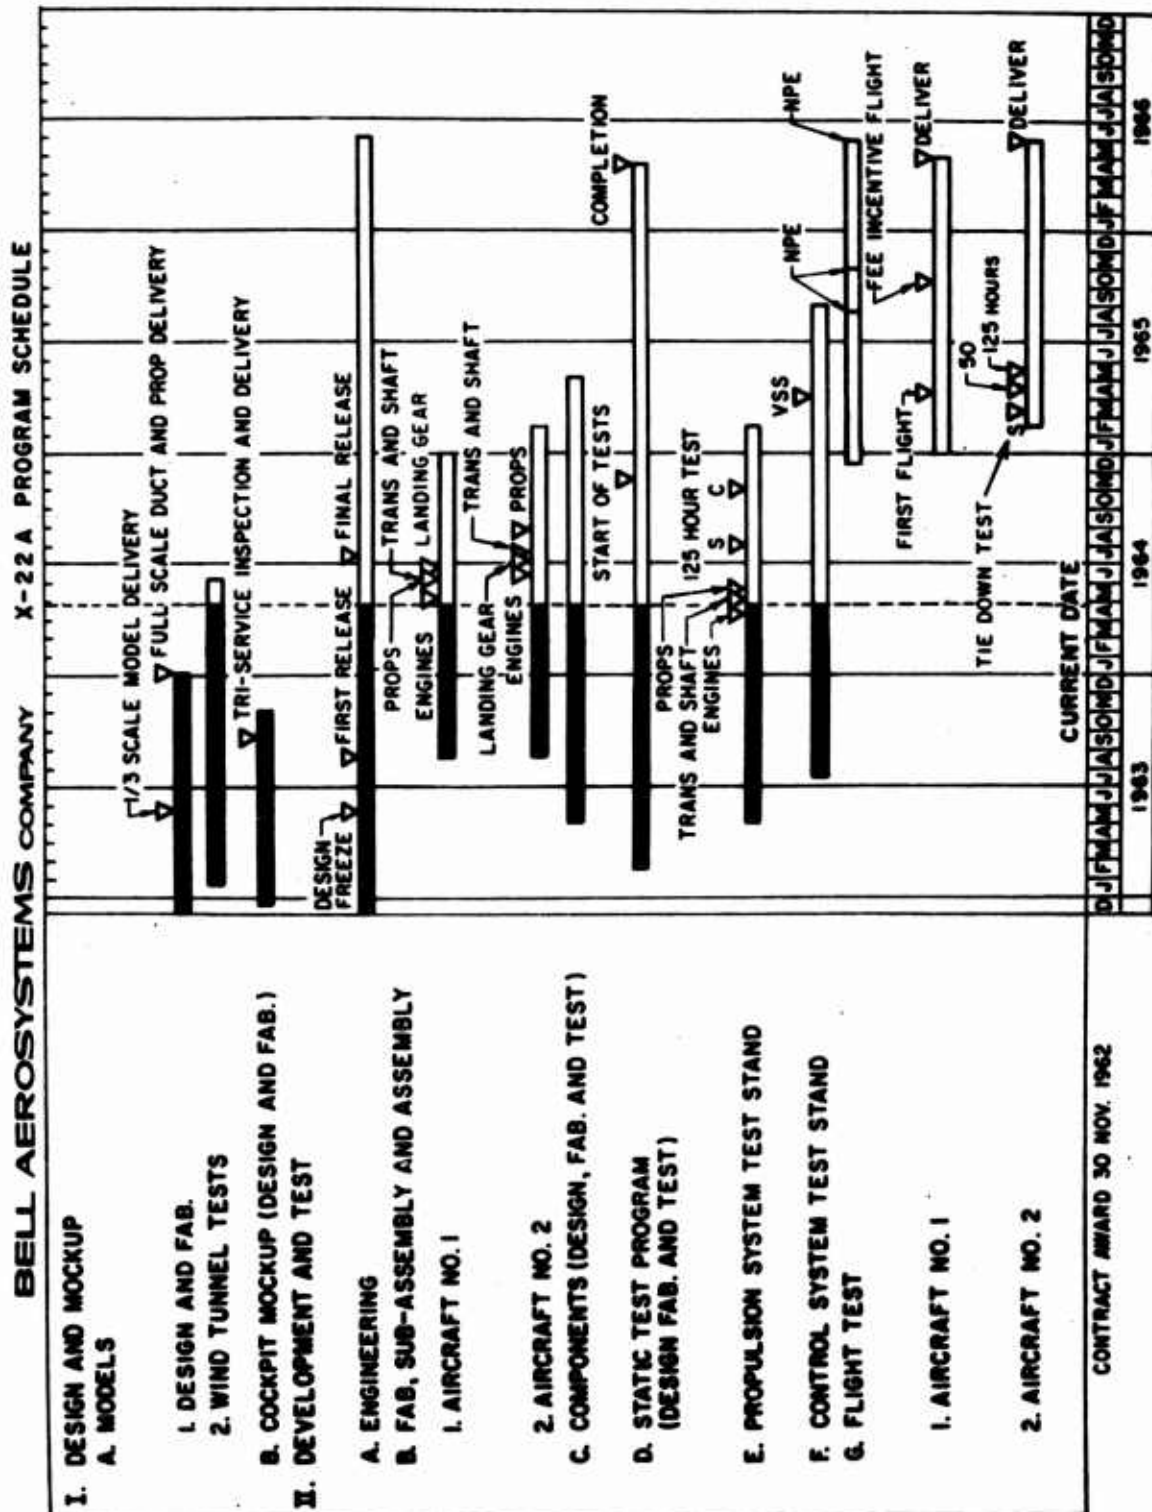 BELL AEROSYSTEMS COMPANY
X-22A PROGRAM SCHEDULE
I. DESIGN AND MOCKUP
A. MODELS
1. DESIGN AND FAB.
1/3 SCALE MODEL DELIVERY
FULL SCALE DUCT AND PROP DELIVERY
2. WIND TUNNEL TESTS
B. COCKPIT MOCKUP (DESIGN AND FAB.)
TRI-SERVICE INSPECTION AND DELIVERY
II. DEVELOPMENT AND TEST
A. ENGINEERING
DESIGN
FREEZE
FIRST RELEASE
FINAL RELEASE
B. FAB, SUB-ASSEMBLY AND ASSEMBLY
1. AIRCRAFT NO. 1
PROPS
TRANS AND SHAFT
ENGINES
LANDING GEAR
2. AIRCRAFT NO. 2
LANDING GEAR
TRANS AND SHAFT
ENGINES
PROPS
C. COMPONENTS (DESIGN, FAB. AND TEST)
D. STATIC TEST PROGRAM
(DESIGN FAB. AND TEST)
START OF TESTS
COMPLETION
E. PROPULSION SYSTEM TEST STAND
PROPS
TRANS AND SHAFT
ENGINES
125 HOUR TEST
S
C
F. CONTROL SYSTEM TEST STAND
VSS
G. FLIGHT TEST
NPE
NPE
1. AIRCRAFT NO. 1
FIRST FLIGHT
FEE INCENTIVE FLIGHT
DELIVER
2. AIRCRAFT NO. 2
TIE DOWN TEST
S
50
125 HOURS
DELIVER
CURRENT DATE
CONTRACT AWARD 30 NOV. 1962
D J F M A M J J A S O N D J F M A M J J A S O N D J F M A M J J A S O N D J F M A M J J A S O N D
1963 1964 1965 1966